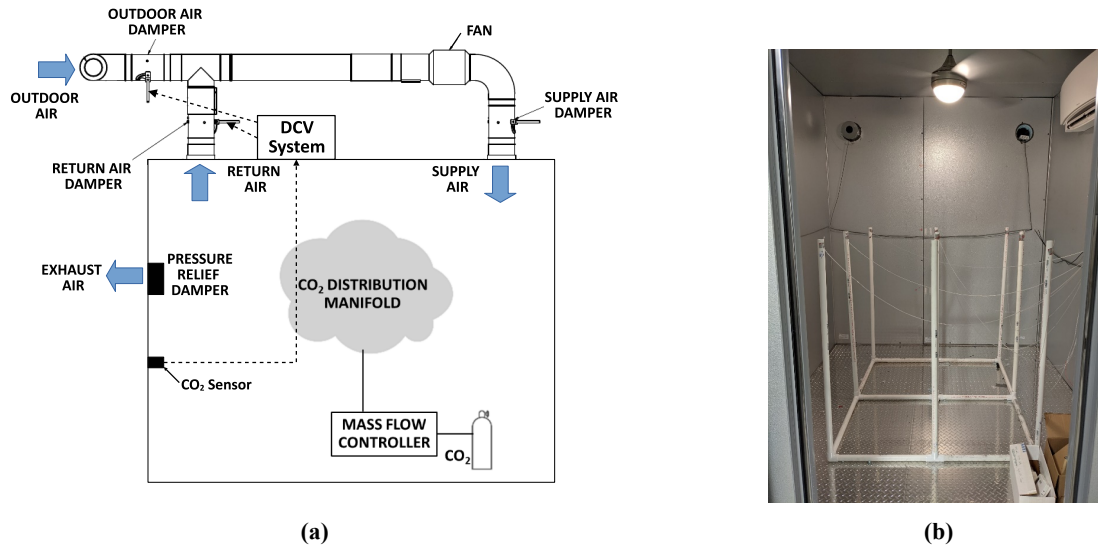 OUTDOOR AIR
DAMPER
FAN
OUTDOOR
AIR
SUPPLY AIR
DAMPER
DCV
System
RETURN AIR
DAMPER
RETURN
AIR
SUPPLY
AIR
EXHAUST
AIR
PRESSURE
RELIEF
DAMPER
CO₂ DISTRIBUTION
MANIFOLD
CO₂ Sensor
MASS FLOW
CONTROLLER
CO₂
(a)
(b)